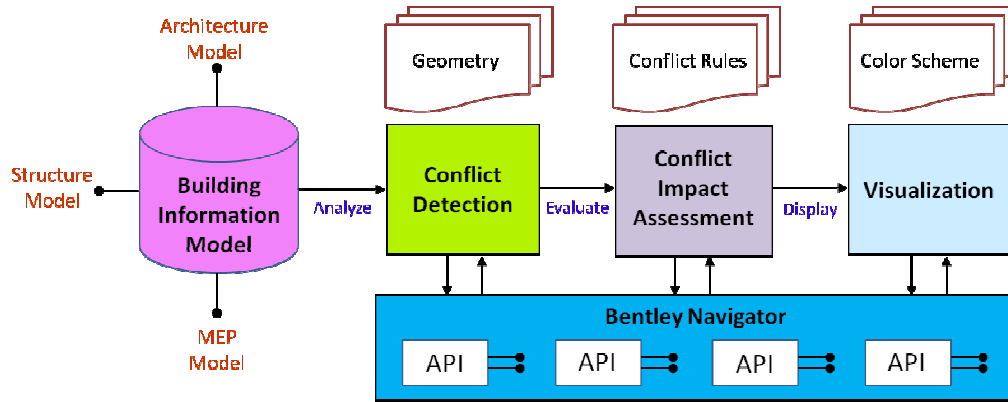 Architecture
Model
Geometry
Conflict Rules
Color Scheme
Structure
Model
Building
Information
Model
Analyze
Conflict
Detection
Evaluate
Conflict
Impact
Assessment
Display
Visualization
MEP
Model
Bentley Navigator
API
API
API
API